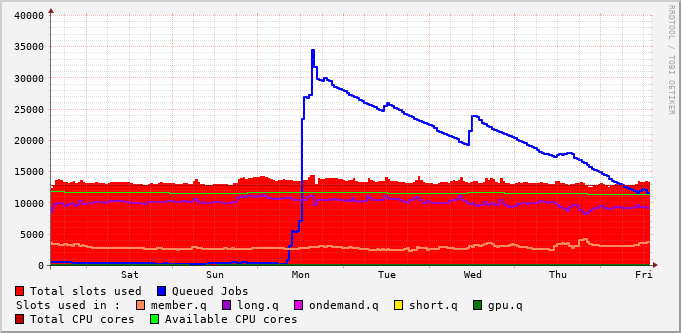 40000
35000
30000
25000
20000
15000
10000
5000
0
Sat Sun Mon Tue Wed Thu Fri
RRDTOOL / TOBI OETIKER
Total slots used Queued Jobs
Slots used in : member.q long.q ondemand.q short.q gpu.q
Total CPU cores Available CPU cores